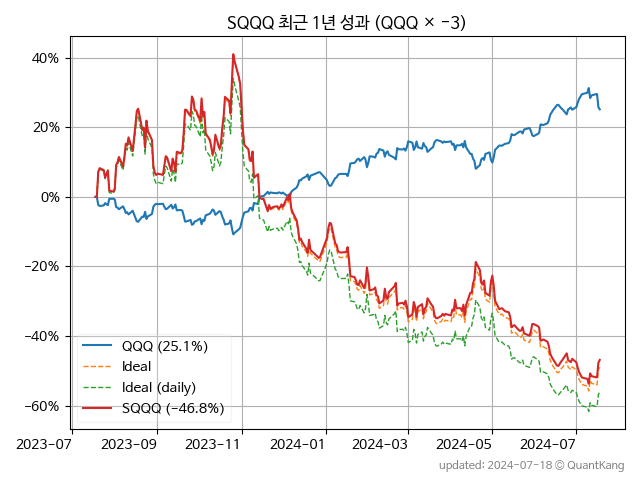 SQQQ 최근 1년 성과 (QQQ × −3)
40%
20%
0%
−20%
−40%
−60%
QQQ (25.1%)
Ideal
Ideal (daily)
SQQQ (−46.8%)
2023-07 2023-09 2023-11 2024-01 2024-03 2024-05 2024-07
updated: 2024-07-18 © QuantKang